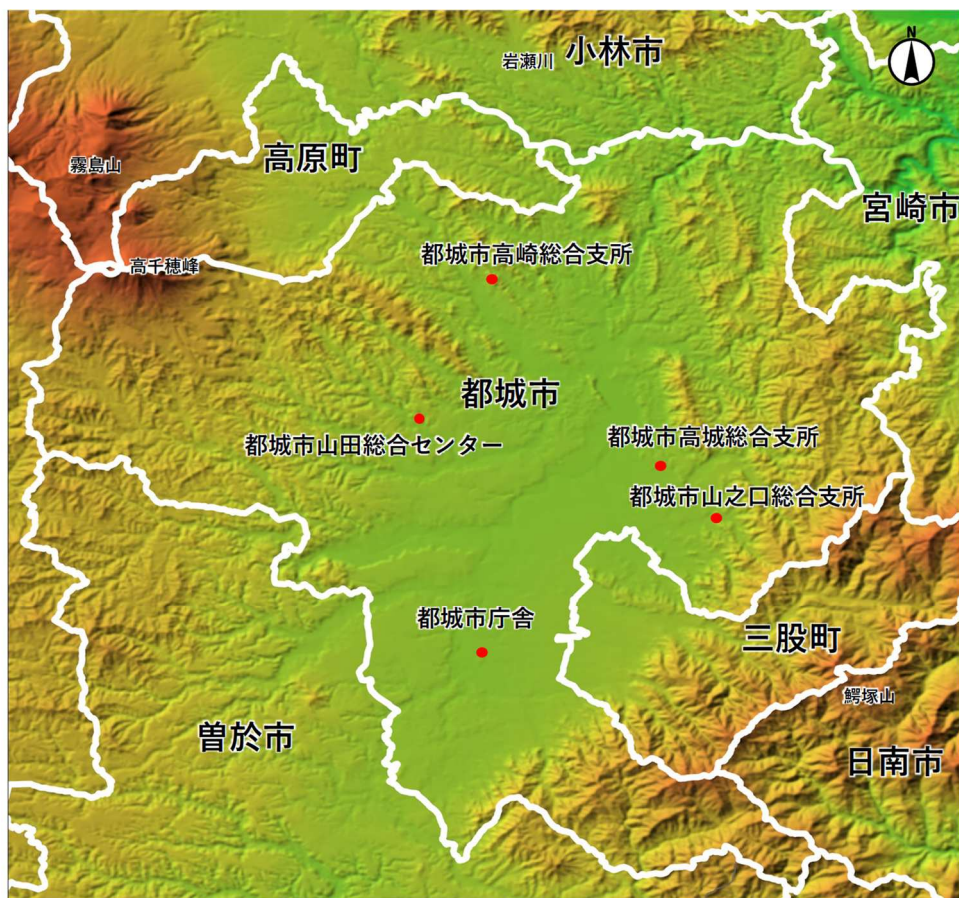 N
小林市
岩瀬川
高原町
霧島山
宮崎市
都城市高崎総合支所
高千穂峰
都城市
都城市山田総合センター
都城市高城総合支所
都城市山之口総合支所
都城市庁舎
三股町
鰐塚山
曽於市
日南市